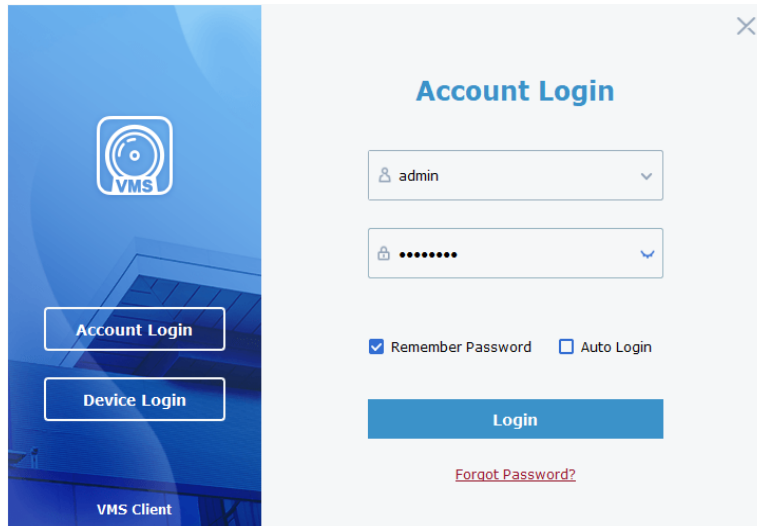 VMS
Account Login
Device Login
VMS Client
Account Login
admin
••••••••
Remember Password
Auto Login
Login
Forgot Password?